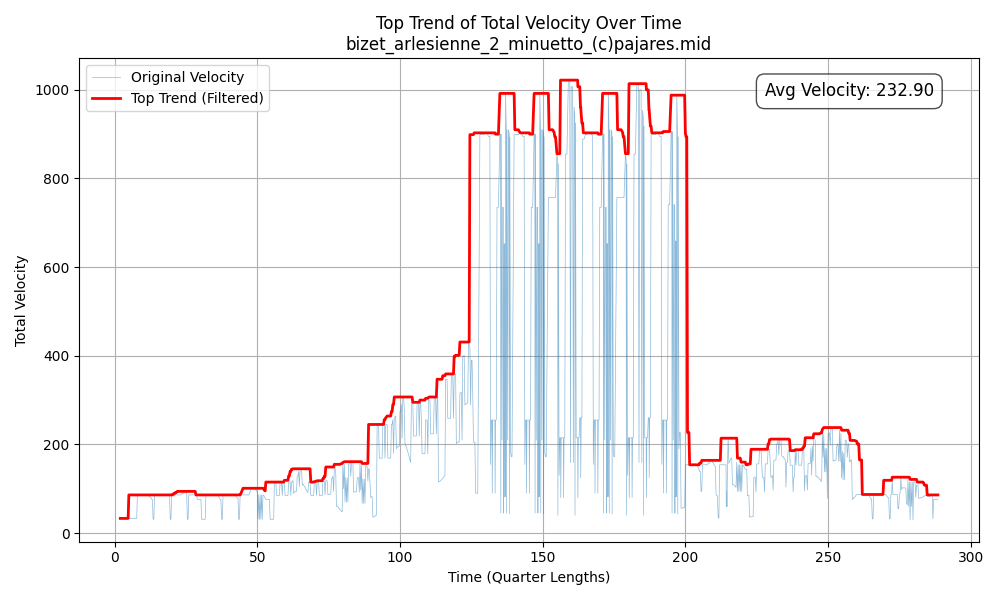 Top Trend of Total Velocity Over Time
bizet_arlesienne_2_minuetto_(c)pajares.mid
Original Velocity
Top Trend (Filtered)
Avg Velocity: 232.90
Total Velocity
1000
800
600
400
200
0
0 50 100 150 200 250 300
Time (Quarter Lengths)